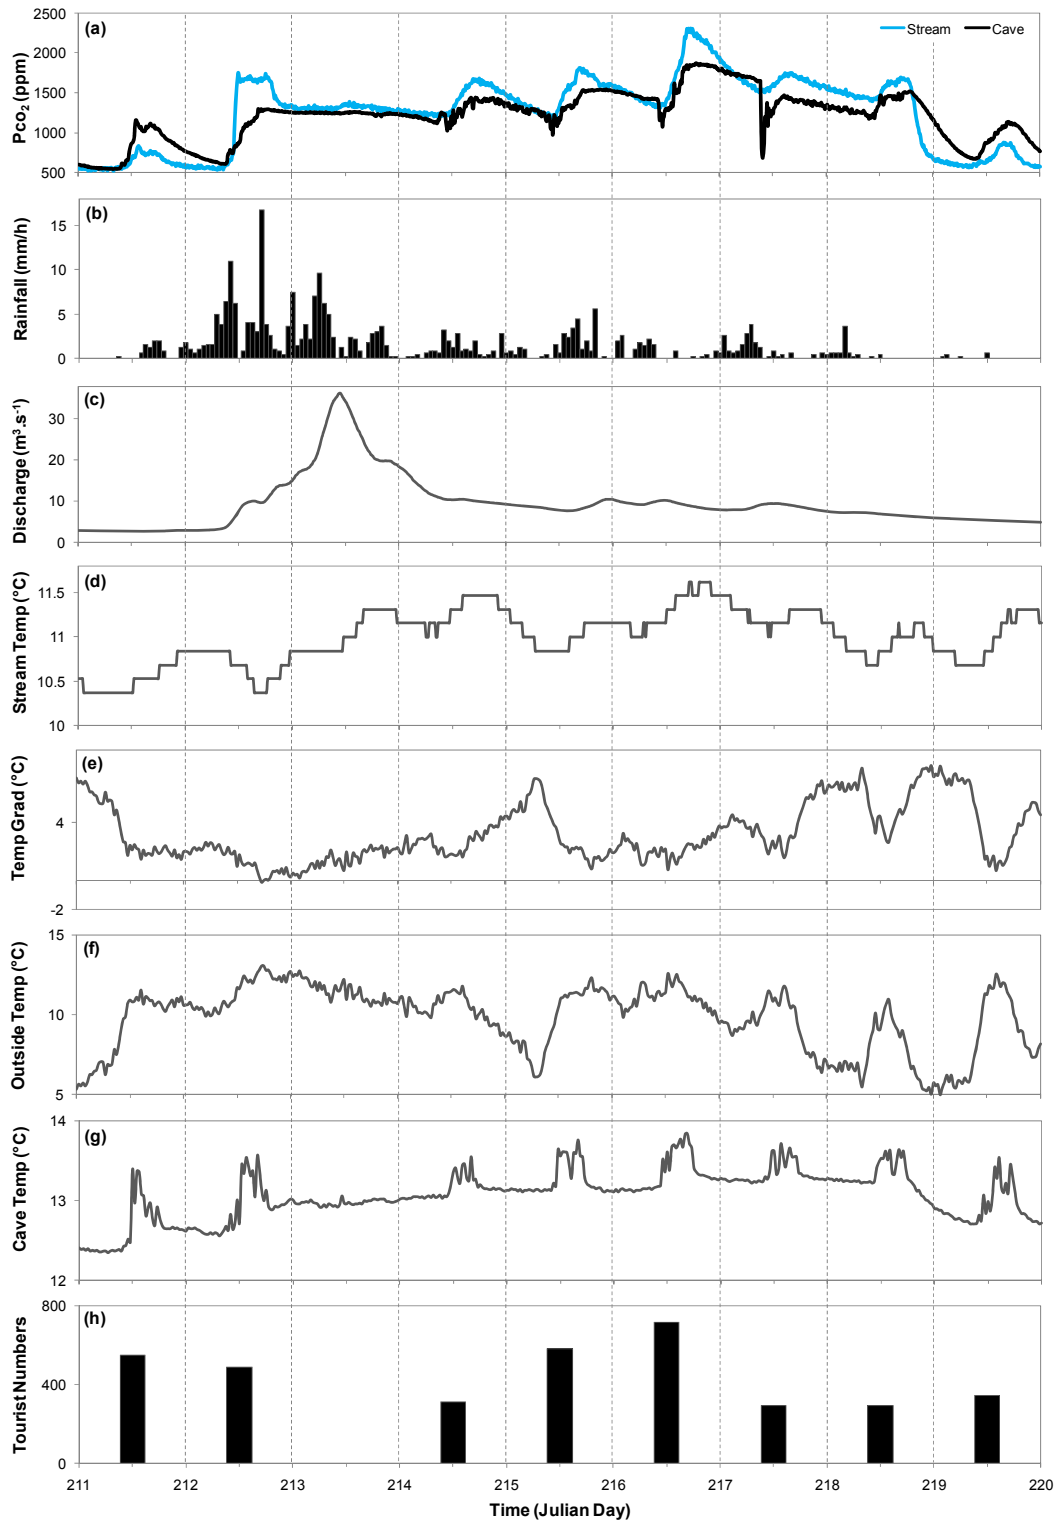 (a)
Stream Cave
Pco2 (ppm)
2500
2000
1500
1000
500
(b)
Rainfall (mm/h)
15
10
5
0
(c)
Discharge (m³.s⁻¹)
30
20
10
0
(d)
Stream Temp (°C)
11.5
11
10.5
10
(e)
Temp Grad (°C)
4
-2
(f)
Outside Temp (°C)
15
10
5
(g)
Cave Temp (°C)
14
13
12
(h)
Tourist Numbers
800
400
0
211 212 213 214 215 216 217 218 219 220
Time (Julian Day)